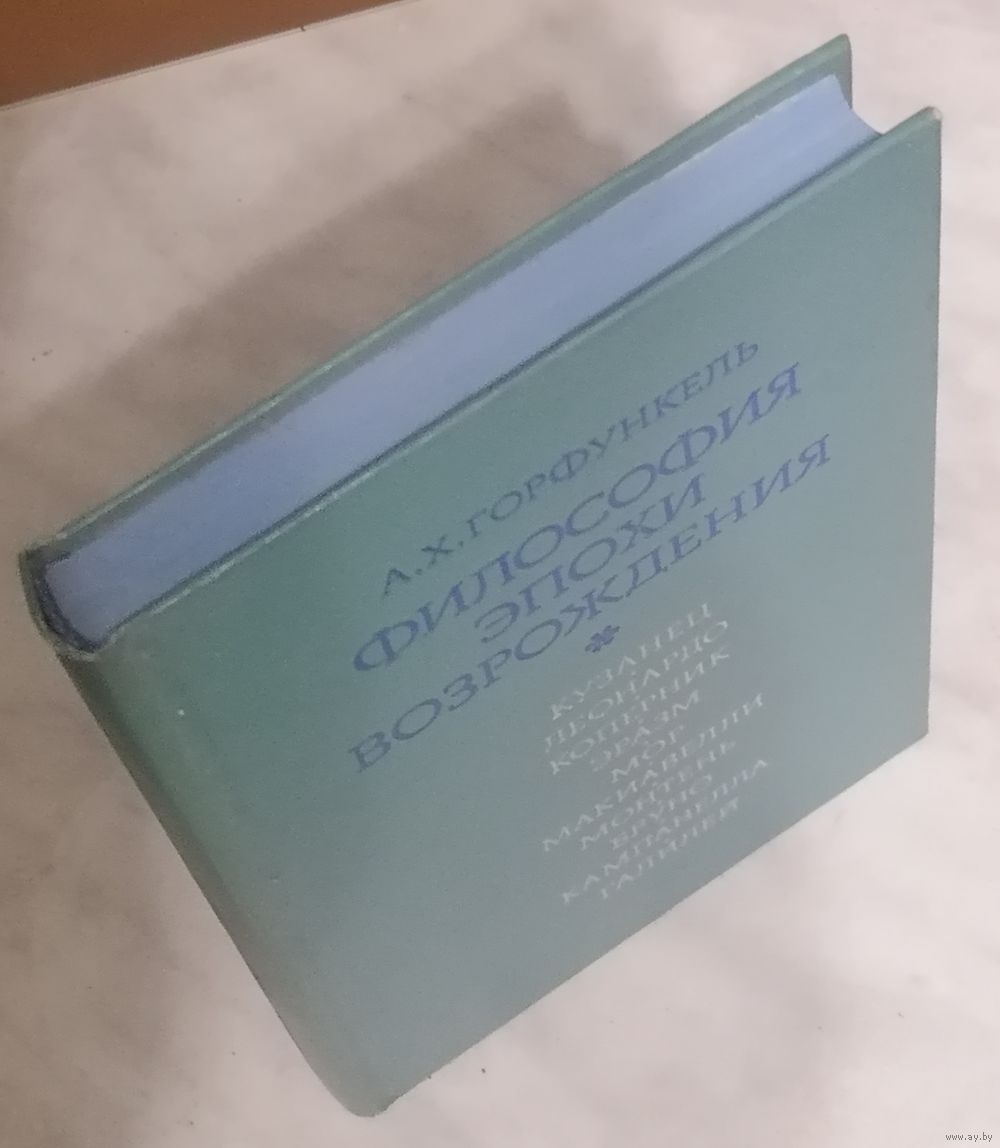 А. Х. ГОРФУНКЕЛЬ
ФИЛОСОФИЯ
ЭПОХИ
ВОЗРОЖДЕНИЯ
*
КУЗАНЕЦ
ЛЕОНАРДО
КОПЕРНИК
ЭРАЗМ
МОР
МАКИАВЕЛЛИ
МОНТЕНЬ
БРУНО
КАМПАНЕЛЛА
ГАЛИЛЕЙ
www.ay.by